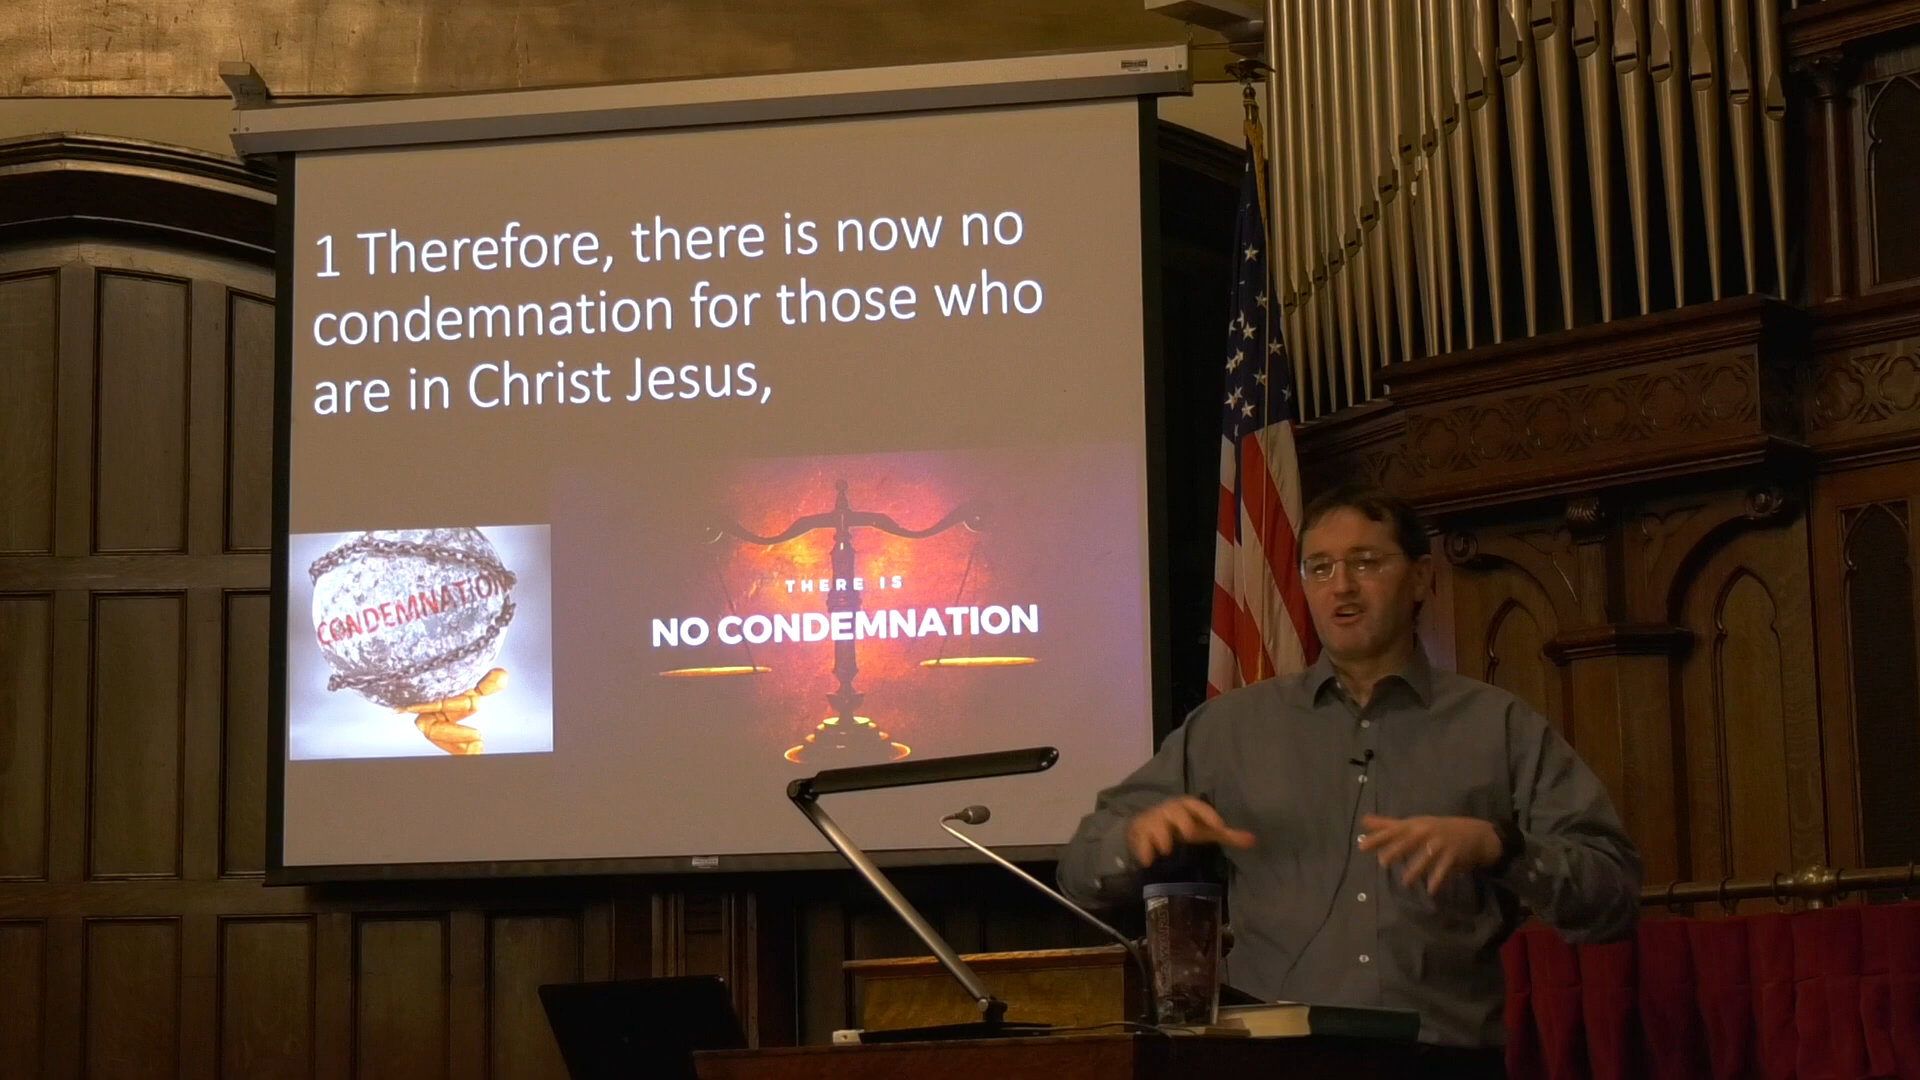 1 Therefore, there is now no
condemnation for those who
are in Christ Jesus,
CONDEMNATION
THERE IS
NO CONDEMNATION